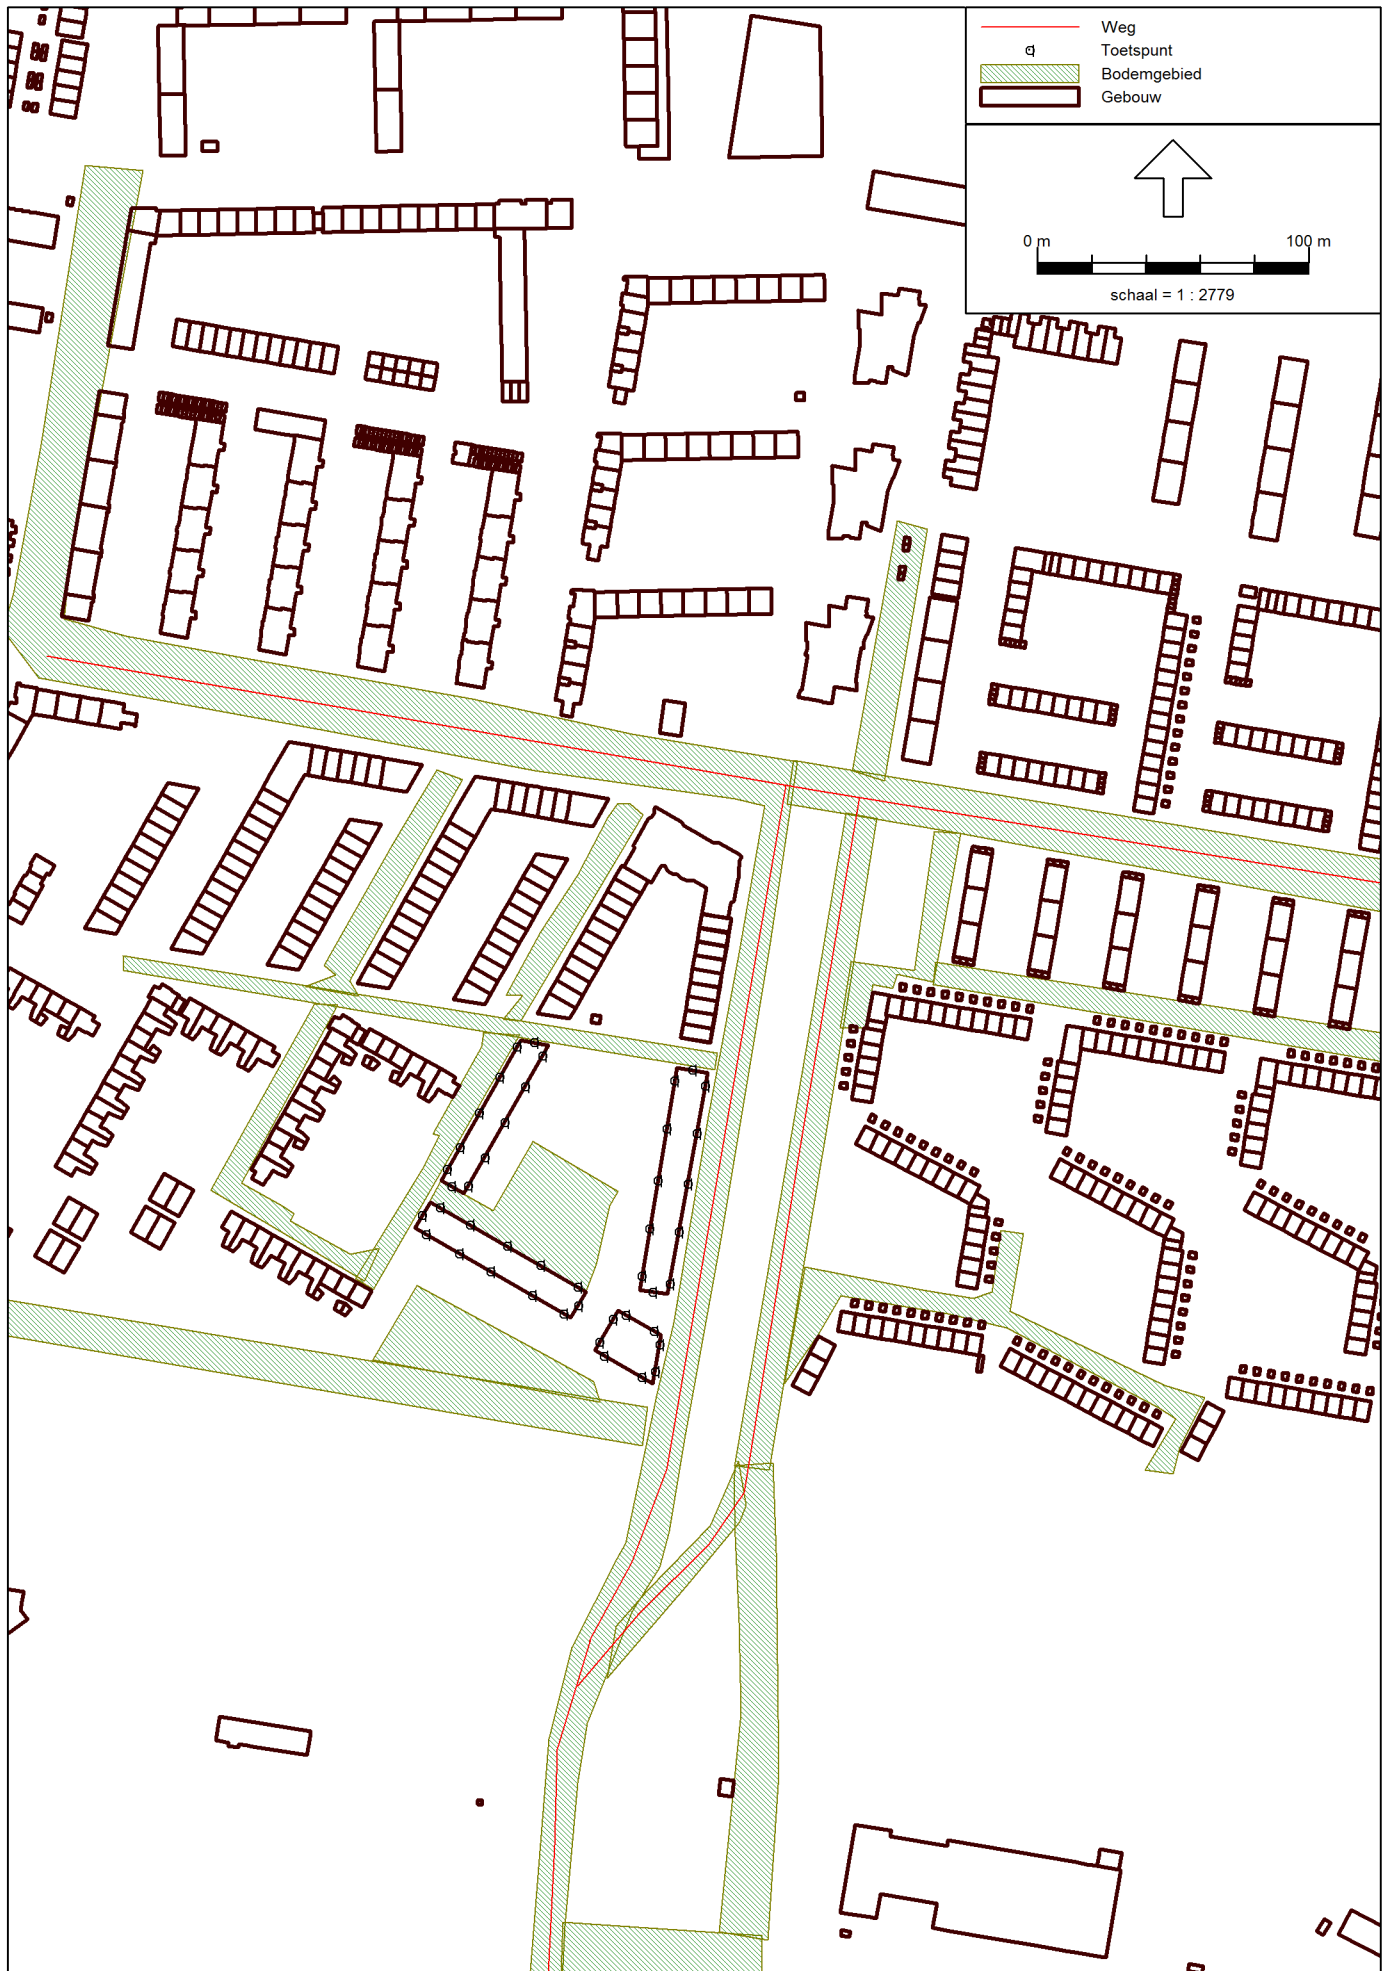 Weg
Toetspunt
Bodemgebied
Gebouw
0 m 100 m
schaal = 1 : 2779